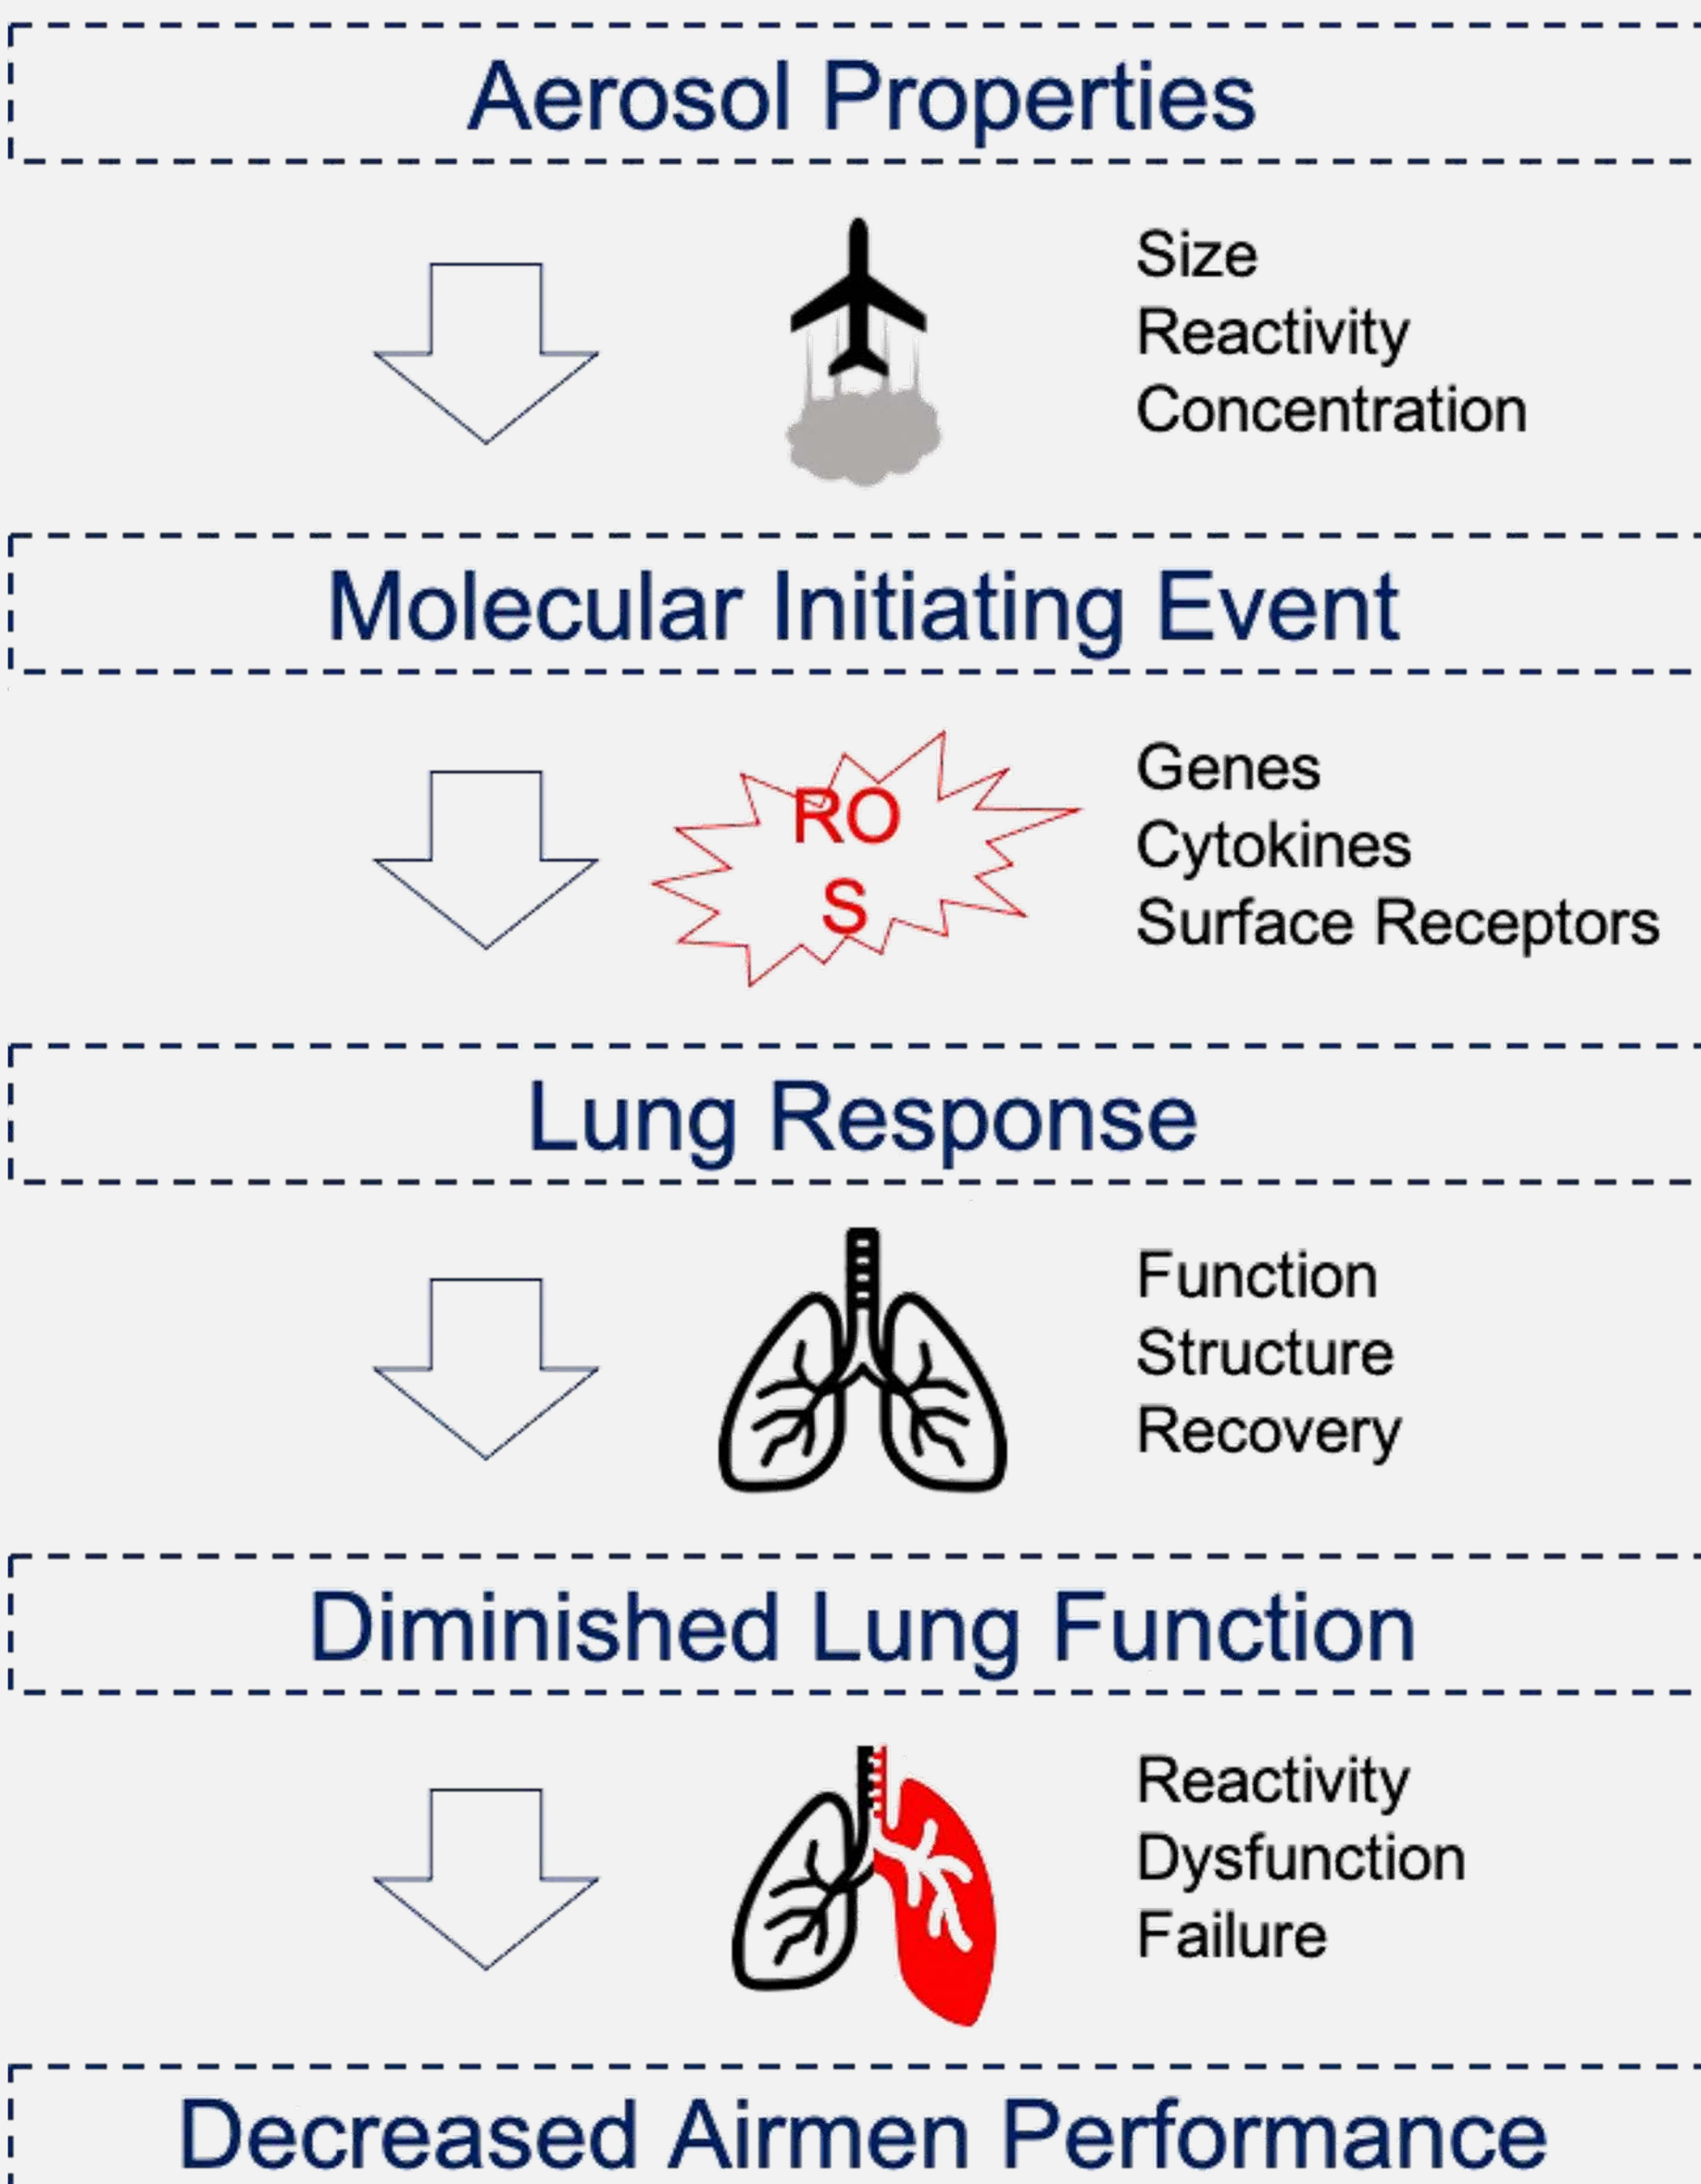 Aerosol Properties
Size
Reactivity
Concentration
Molecular Initiating Event
RO
S
Genes
Cytokines
Surface Receptors
Lung Response
Function
Structure
Recovery
Diminished Lung Function
Reactivity
Dysfunction
Failure
Decreased Airmen Performance